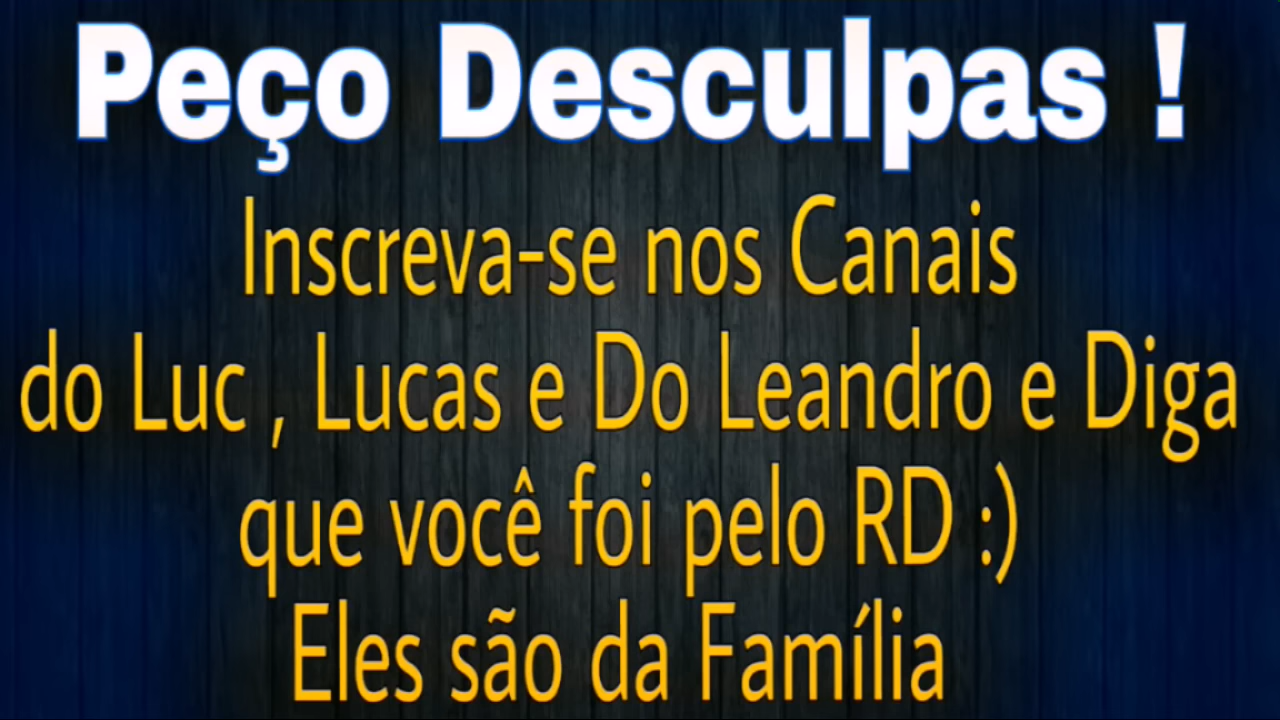 Peço Desculpas !
Inscreva-se nos Canais
do Luc , Lucas e Do Leandro e Diga
que você foi pelo RD :)
Eles são da Família